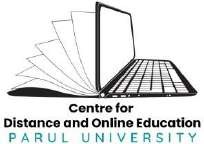 Centre for
Distance and Online Education
PARUL UNIVERSITY